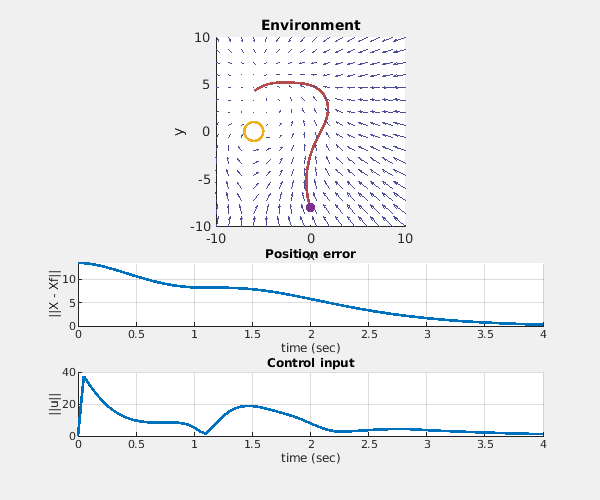 Environment
10
5
0
-5
-10
y
-10 0 10
x
Position error
10
5
0
||X - Xf||
0 0.5 1 1.5 2 2.5 3 3.5 4
time (sec)
Control input
40
20
0
||u||
0 0.5 1 1.5 2 2.5 3 3.5 4
time (sec)